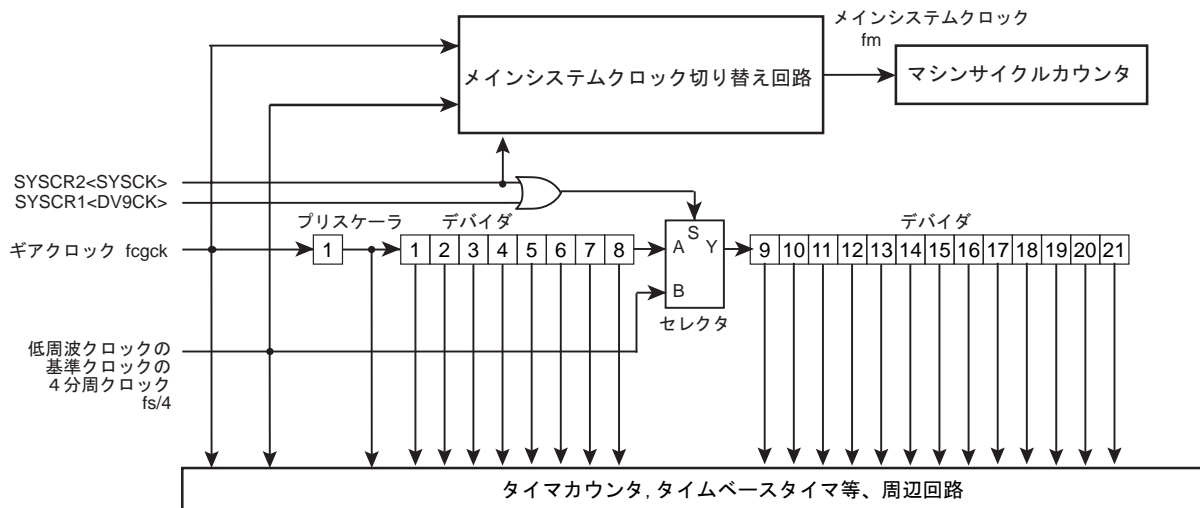 メインシステムクロック
fm
メインシステムクロック切り替え回路
マシンサイクルカウンタ
SYSCR2<SYSCK>
SYSCR1<DV9CK>
プリスケーラ
デバイダ
デバイダ
ギアクロック fcgck
1
1 2 3 4 5 6 7 8
S
A Y
B
セレクタ
9 10 11 12 13 14 15 16 17 18 19 20 21
低周波クロックの
基準クロックの
4分周クロック
fs/4
タイマカウンタ, タイムベースタイマ等、周辺回路